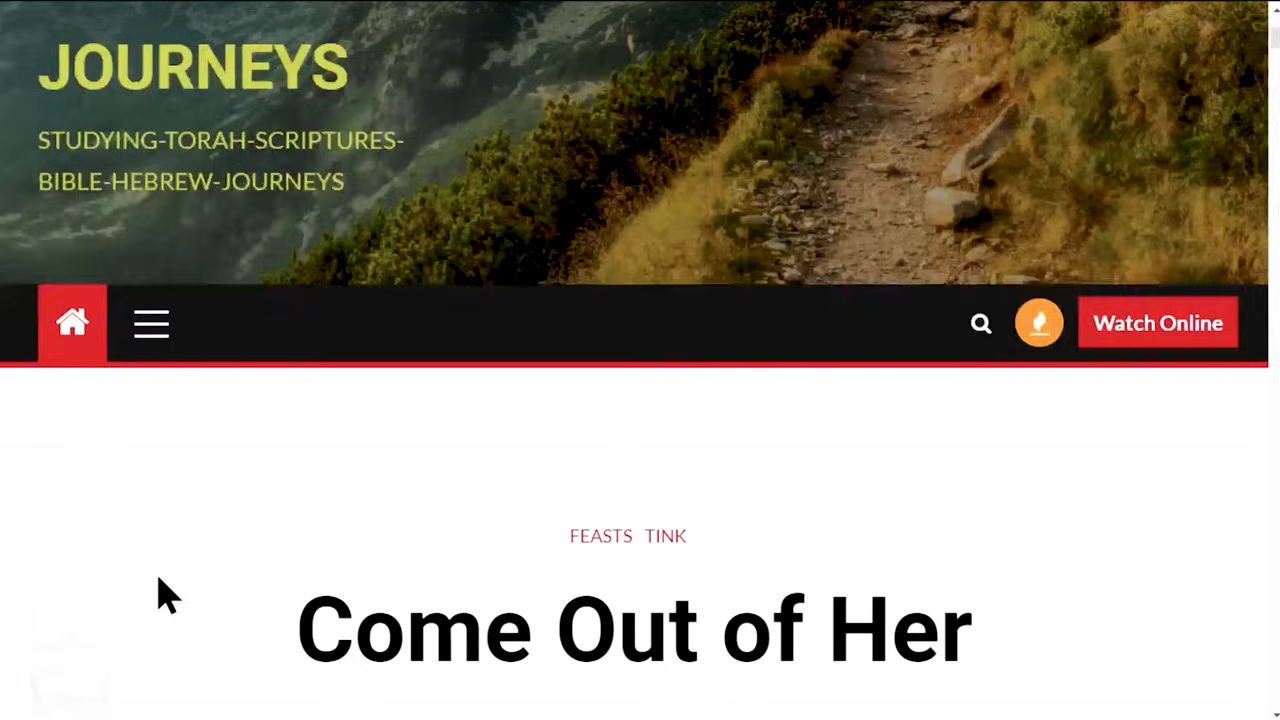 JOURNEYS
STUDYING-TORAH-SCRIPTURES-
BIBLE-HEBREW-JOURNEYS
Watch Online
FEASTS TINK
Come Out of Her